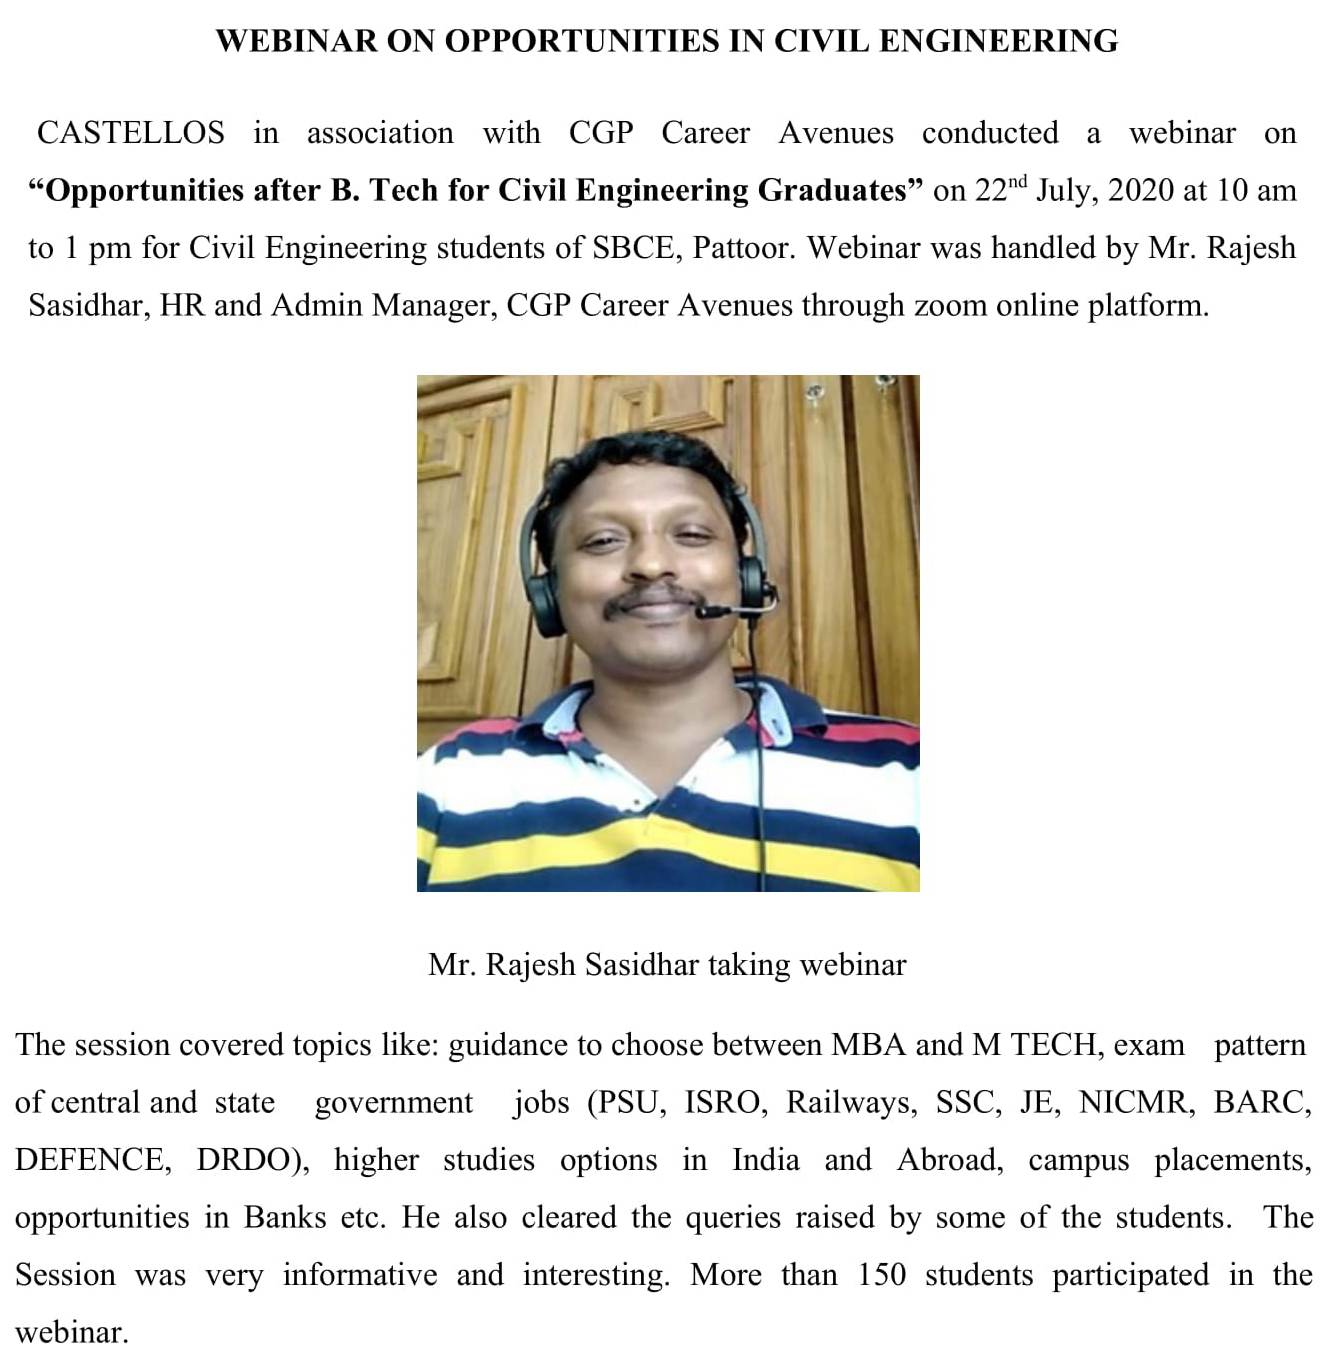 WEBINAR ON OPPORTUNITIES IN CIVIL ENGINEERING
CASTELLOS in association with CGP Career Avenues conducted a webinar on
“Opportunities after B. Tech for Civil Engineering Graduates” on 22nd July, 2020 at 10 am
to 1 pm for Civil Engineering students of SBCE, Pattoor. Webinar was handled by Mr. Rajesh
Sasidhar, HR and Admin Manager, CGP Career Avenues through zoom online platform.
Mr. Rajesh Sasidhar taking webinar
The session covered topics like: guidance to choose between MBA and M TECH, exam pattern
of central and state government jobs (PSU, ISRO, Railways, SSC, JE, NICMR, BARC,
DEFENCE, DRDO), higher studies options in India and Abroad, campus placements,
opportunities in Banks etc. He also cleared the queries raised by some of the students. The
Session was very informative and interesting. More than 150 students participated in the
webinar.